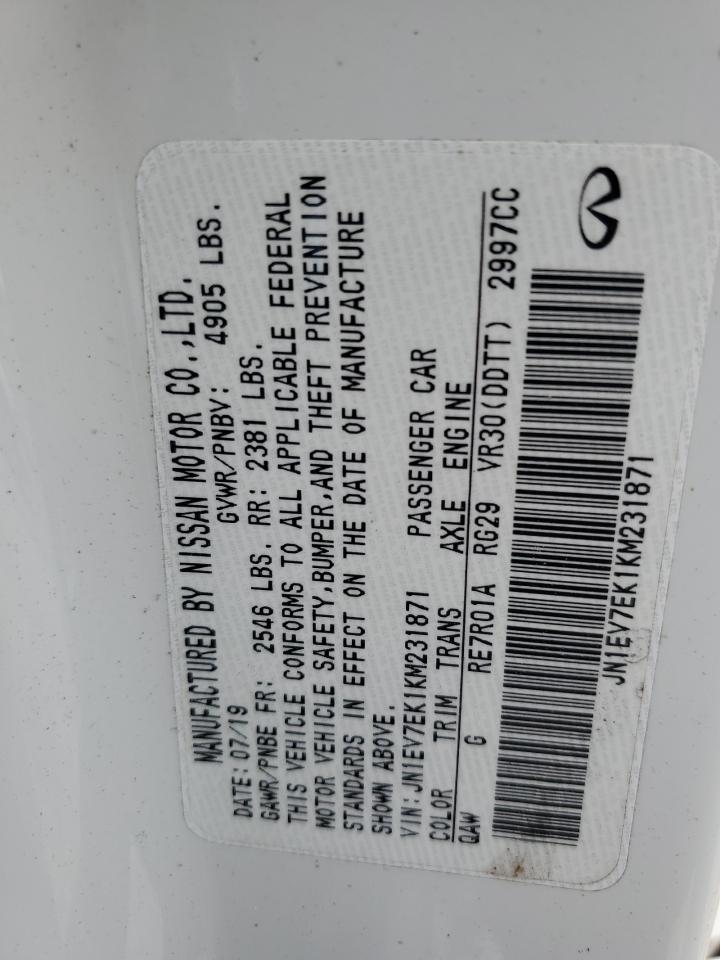 MANUFACTURED BY NISSAN MOTOR CO.,LTD.
DATE: 07/19 GVWR/PNBV: 4905 LBS.
GAWR/PNBE FR: 2546 LBS. RR: 2381 LBS.
THIS VEHICLE CONFORMS TO ALL APPLICABLE FEDERAL
MOTOR VEHICLE SAFETY,BUMPER,AND THEFT PREVENTION
STANDARDS IN EFFECT ON THE DATE OF MANUFACTURE
SHOWN ABOVE.
VIN:JN1EV7EK1KM231871 PASSENGER CAR
COLOR TRIM TRANS AXLE ENGINE
QAW G RE7R01A RG29 VR30(DDTT) 2997CC
JN1EV7EK1KM231871